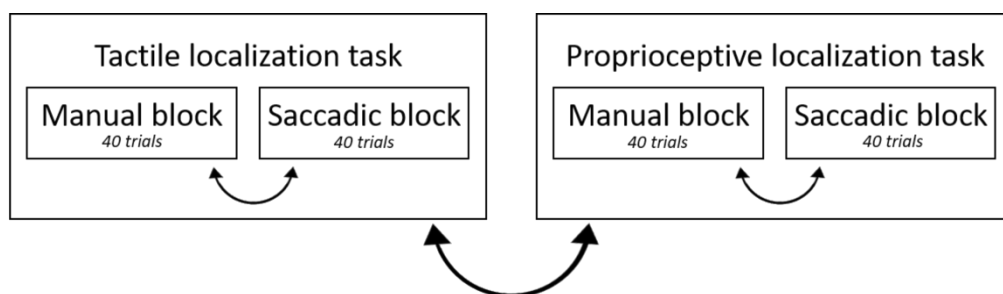 Tactile localization task
Manual block
40 trials
Saccadic block
40 trials
Proprioceptive localization task
Manual block
40 trials
Saccadic block
40 trials